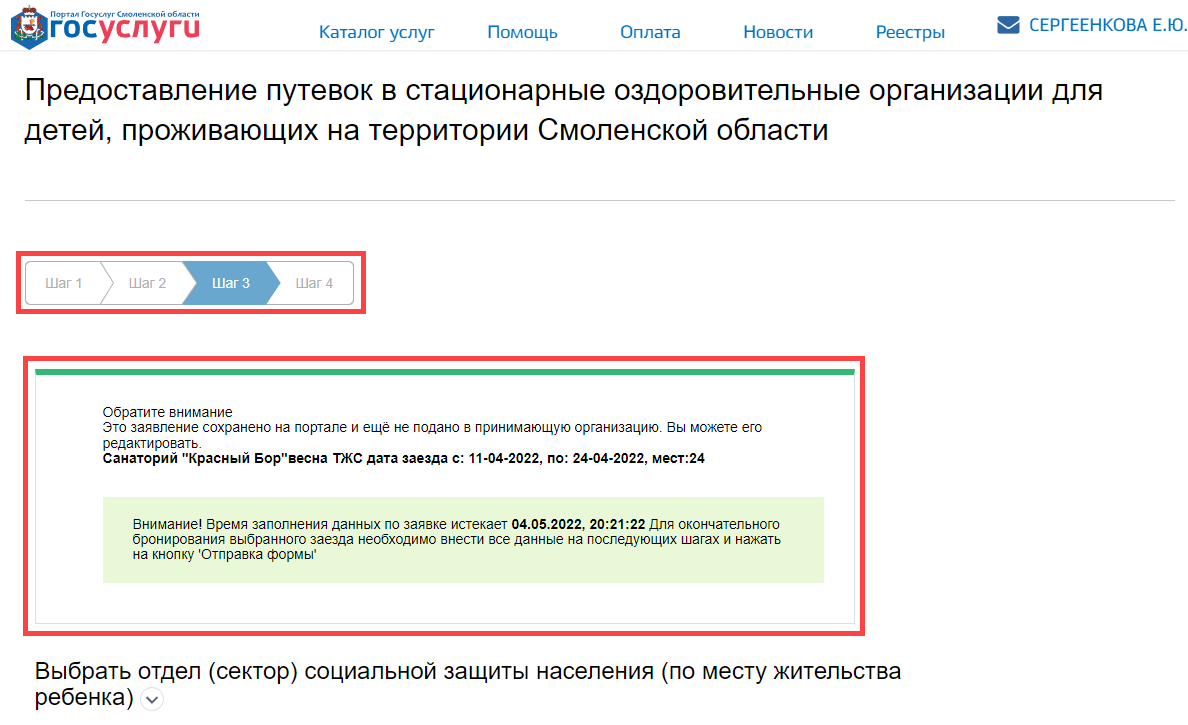 Портал Госуслуг Смоленской области
госуслуги
Каталог услуг
Помощь
Оплата
Новости
Реестры
СЕРГЕЕНКОВА Е.Ю.
Предоставление путевок в стационарные оздоровительные организации для
детей, проживающих на территории Смоленской области
Шаг 1
Шаг 2
Шаг 3
Шаг 4
Обратите внимание
Это заявление сохранено на портале и ещё не подано в принимающую организацию. Вы можете его
редактировать.
Санаторий "Красный Бор"весна ТЖС дата заезда с: 11-04-2022, по: 24-04-2022, мест:24
Внимание! Время заполнения данных по заявке истекает 04.05.2022, 20:21:22 Для окончательного
бронирования выбранного заезда необходимо внести все данные на последующих шагах и нажать
на кнопку 'Отправка формы'
Выбрать отдел (сектор) социальной защиты населения (по месту жительства
ребенка)